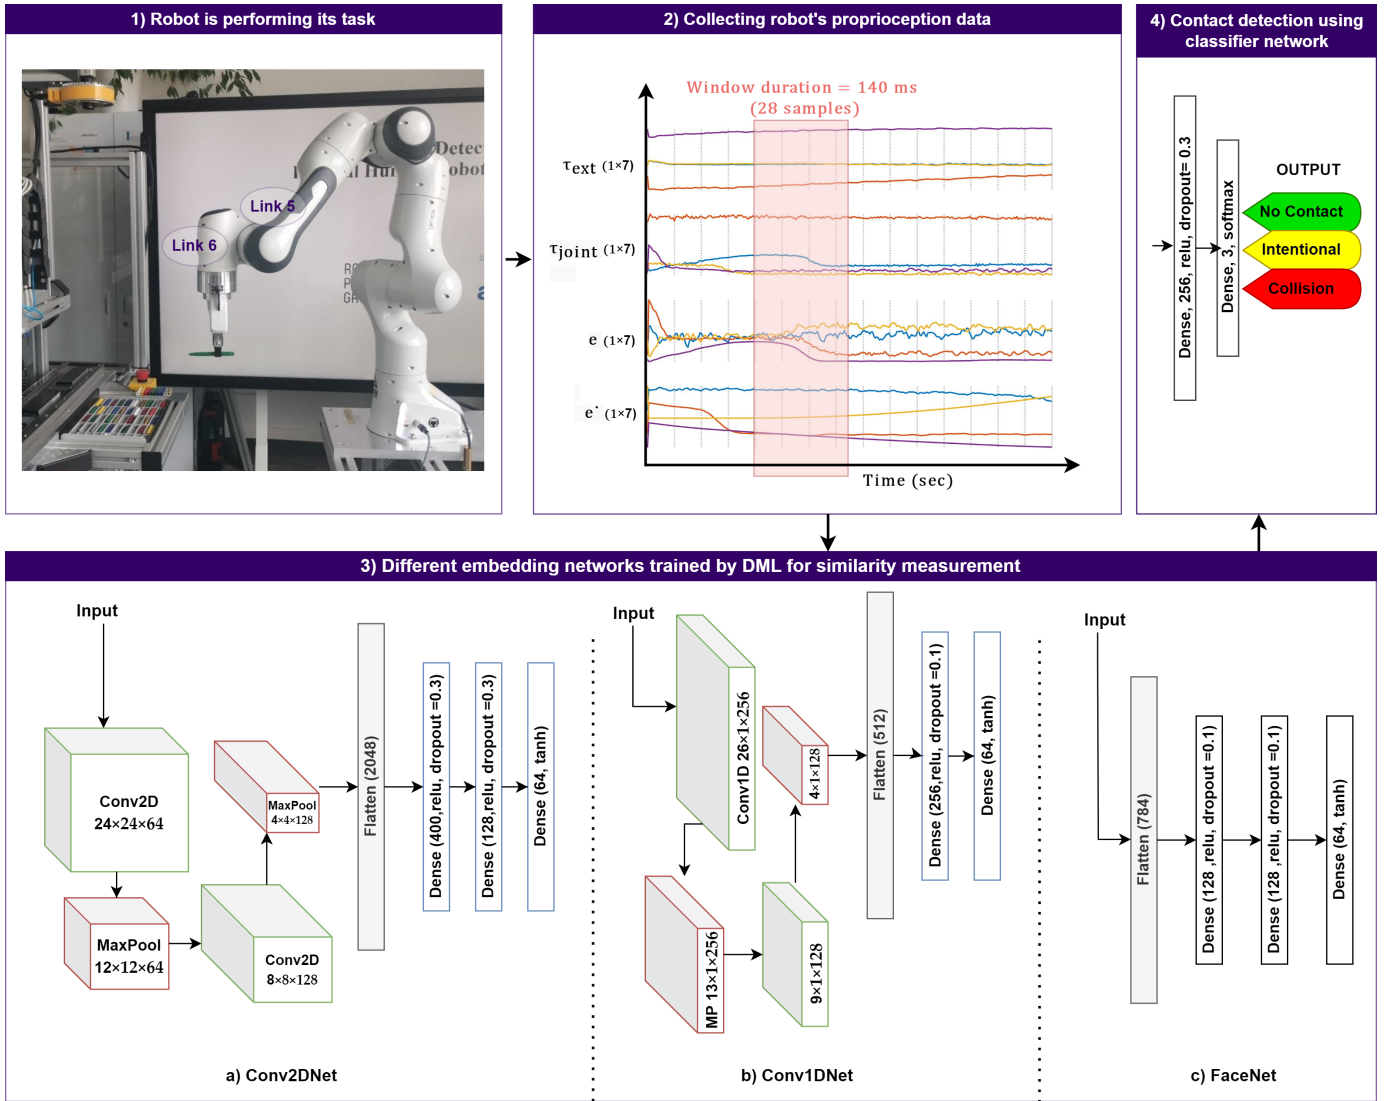 1) Robot is performing its task
Detec
Hu
obot
Link 5
Link 6
2) Collecting robot's proprioception data
Window duration = 140 ms
(28 samples)
τext (1×7)
τjoint (1×7)
e (1×7)
e˙ (1×7)
Time (sec)
4) Contact detection using
classifier network
Dense, 256, relu, dropout= 0.3
Dense, 3, softmax
OUTPUT
No Contact
Intentional
Collision
3) Different embedding networks trained by DML for similarity measurement
Input
Conv2D
24×24×64
MaxPool
12×12×64
Conv2D
8×8×128
MaxPool
4×4×128
Flatten (2048)
Dense (400,relu, dropout =0.3)
Dense (128,relu, dropout =0.3)
Dense (64, tanh)
a) Conv2DNet
Input
Conv1D 26×1×256
MP 13×1×256
9×1×128
4×1×128
Flatten (512)
Dense (256,relu, dropout =0.1)
Dense (64, tanh)
b) Conv1DNet
Input
Flatten (784)
Dense (128 ,relu, dropout =0.1)
Dense (128 ,relu, dropout =0.1)
Dense (64, tanh)
c) FaceNet